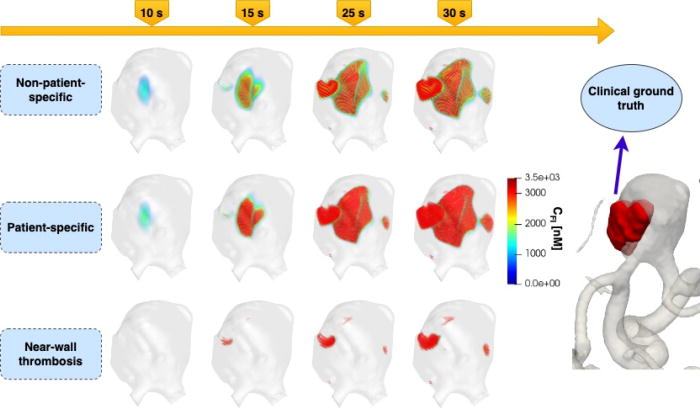 10 s 15 s 25 s 30 s
Non-patient-
specific
Clinical ground
truth
Patient-specific
3.5e+03
3000
2000
1000
0.0e+00
C_FI [nM]
Near-wall
thrombosis